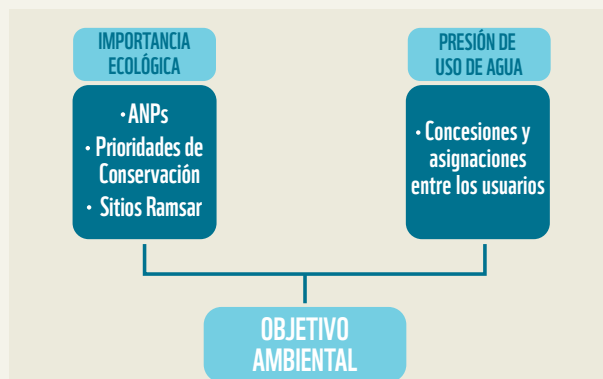 IMPORTANCIA
ECOLÓGICA
• ANPs
• Prioridades de
Conservación
• Sitios Ramsar
PRESIÓN DE
USO DE AGUA
• Concesiones y
asignaciones
entre los usuarios
OBJETIVO
AMBIENTAL